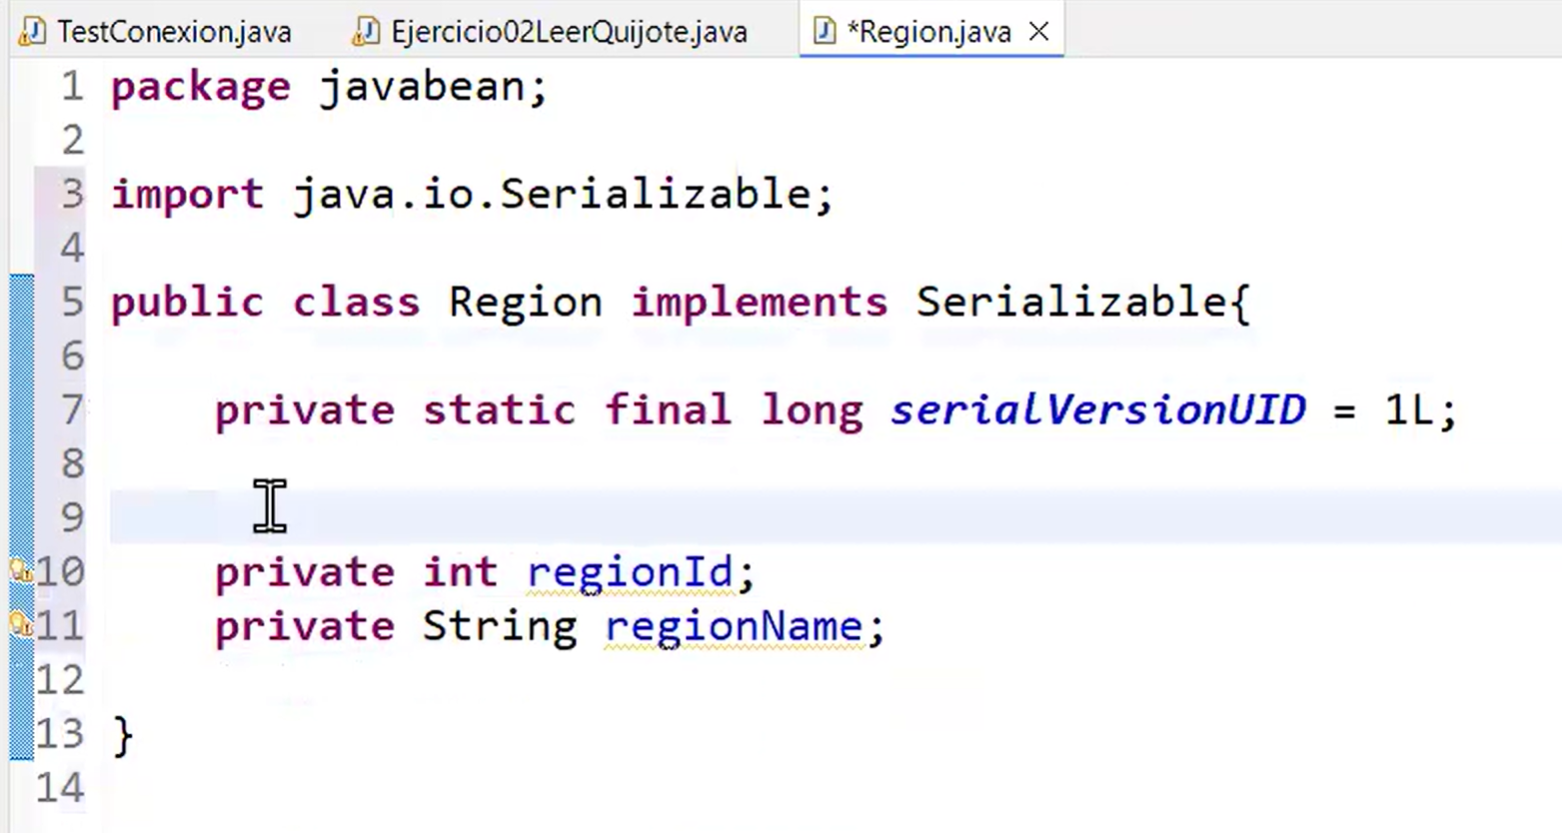 TestConexion.java Ejercicio02LeerQuijote.java *Region.java
1 package javabean;
2
3 import java.io.Serializable;
4
5 public class Region implements Serializable{
6
7 private static final long serialVersionUID = 1L;
8
9
10 private int regionId;
11 private String regionName;
12
13 }
14